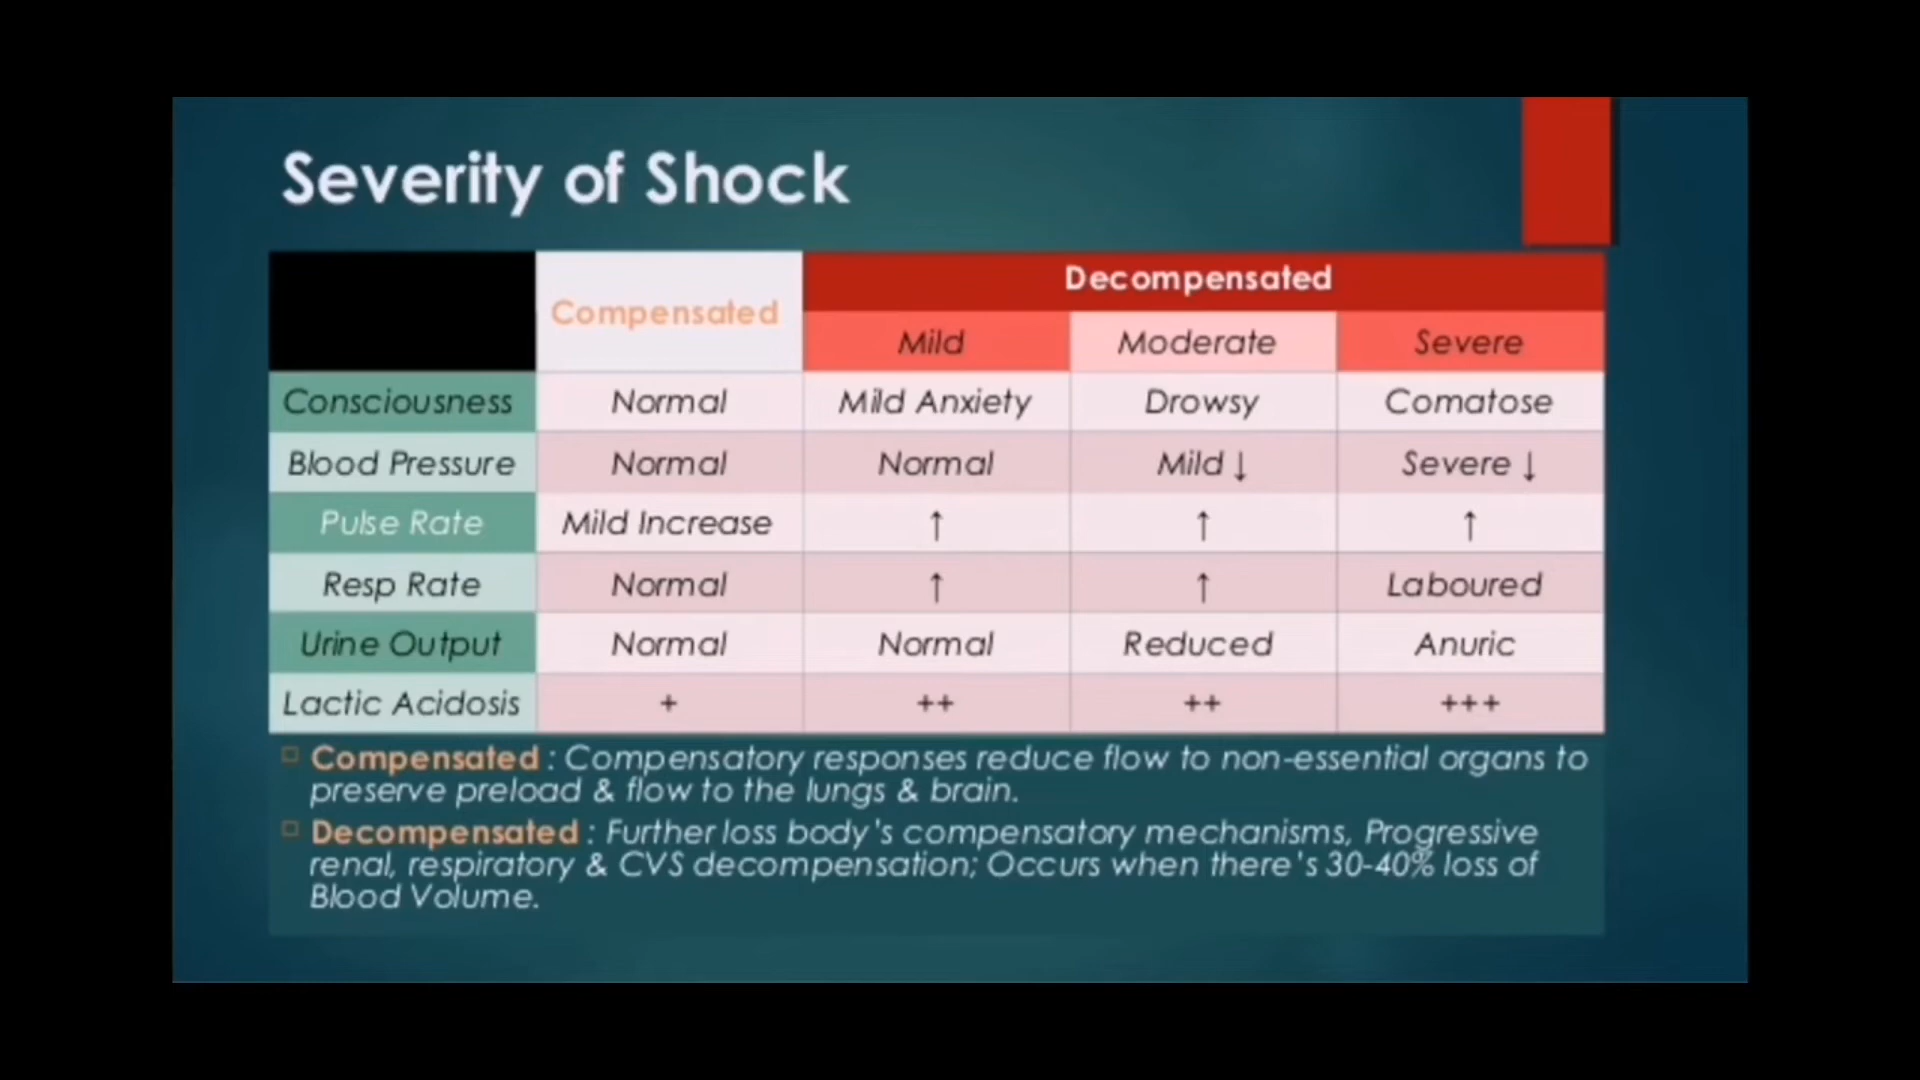 Severity of Shock
Compensated
Decompensated
Mild Moderate Severe
Consciousness Normal Mild Anxiety Drowsy Comatose
Blood Pressure Normal Normal Mild ↓ Severe ↓
Pulse Rate Mild Increase ↑ ↑ ↑
Resp Rate Normal ↑ ↑ Laboured
Urine Output Normal Normal Reduced Anuric
Lactic Acidosis + ++ ++ +++
Compensated : Compensatory responses reduce flow to non-essential organs to
preserve preload & flow to the lungs & brain.
Decompensated : Further loss body's compensatory mechanisms, Progressive
renal, respiratory & CVS decompensation; Occurs when there's 30-40% loss of
Blood Volume.